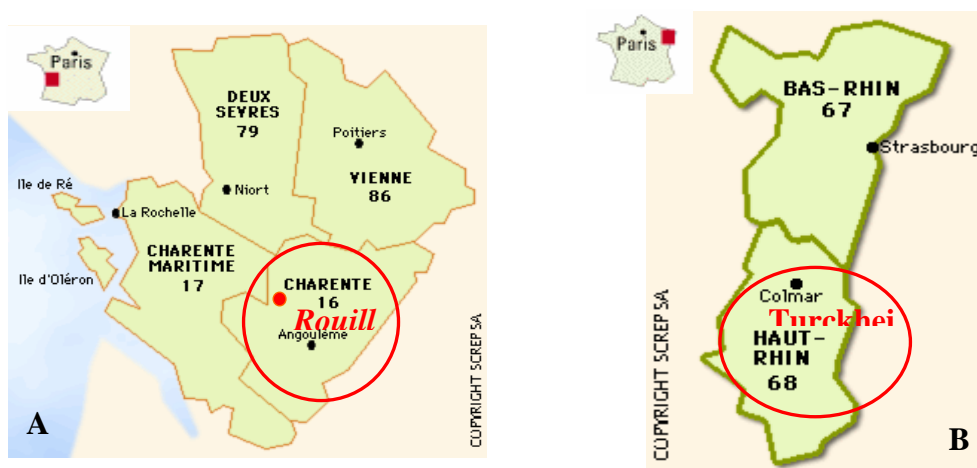 Paris
DEUX
SEVRES
79
Poitiers
VIENNE
86
Niort
Ile de Ré
La Rochelle
CHARENTE
MARITIME
17
Ile d'Oléron
CHARENTE
16
Rouill
Angoulème
COPYRIGHT SCREP SA
A
Paris
BAS-RHIN
67
Strasbourg
Colmar
Turckhei
HAUT-
RHIN
68
COPYRIGHT SCREP SA
B